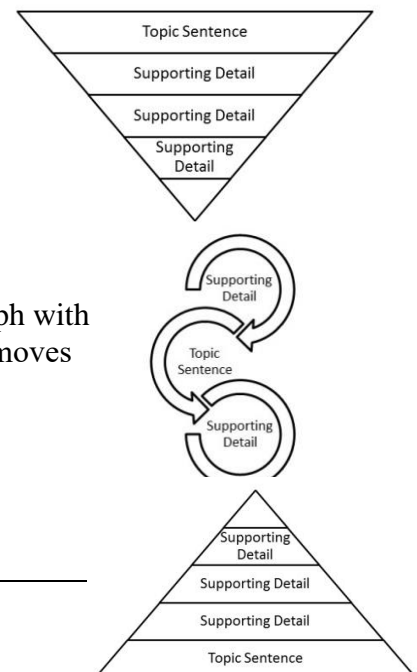 Topic Sentence
Supporting Detail
Supporting Detail
Supporting
Detail
Supporting
Detail
ph with
moves
Topic
Sentence
Supporting
Detail
Supporting
Detail
Supporting Detail
Supporting Detail
Topic Sentence